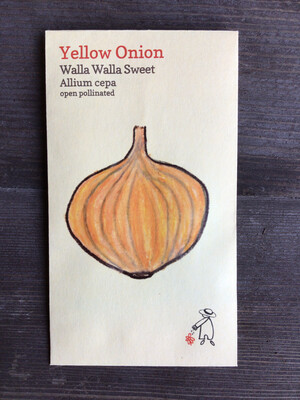 Yellow Onion
Walla Walla Sweet
Allium cepa
open pollinated